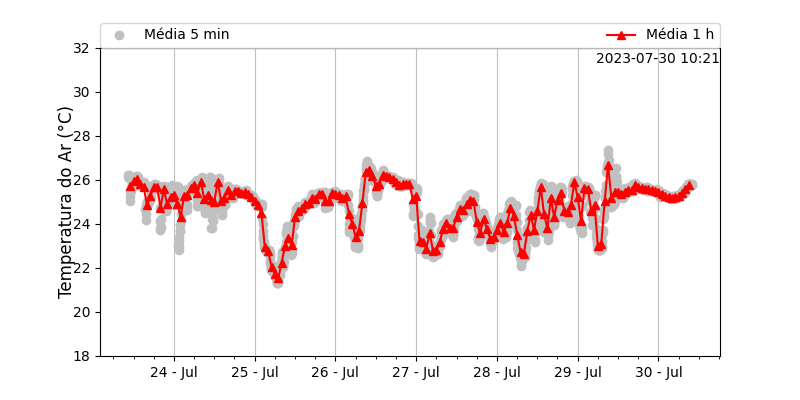 Média 5 min
Média 1 h
2023-07-30 10:21
Temperatura do Ar (°C)
32
30
28
26
24
22
20
18
24 - Jul
25 - Jul
26 - Jul
27 - Jul
28 - Jul
29 - Jul
30 - Jul